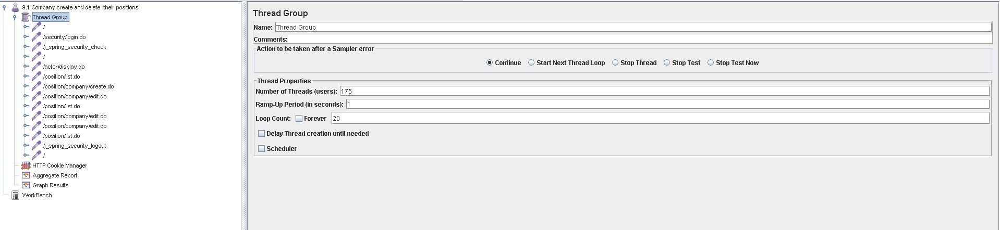 9.1 Company create and delete  their positions
Thread Group
/
/security/login.do
/j_spring_security_check
/
/actor/display.do
/position/list.do
/position/company/create.do
/position/company/edit.do
/position/list.do
/position/company/edit.do
/position/company/edit.do
/position/list.do
/j_spring_security_logout
/
HTTP Cookie Manager
Aggregate Report
Graph Results
WorkBench
Thread Group
Name: Thread Group
Comments:
Action to be taken after a Sampler error
Continue Start Next Thread Loop Stop Thread Stop Test Stop Test Now
Thread Properties
Number of Threads (users): 175
Ramp-Up Period (in seconds): 1
Loop Count: Forever 20
Delay Thread creation until needed
Scheduler